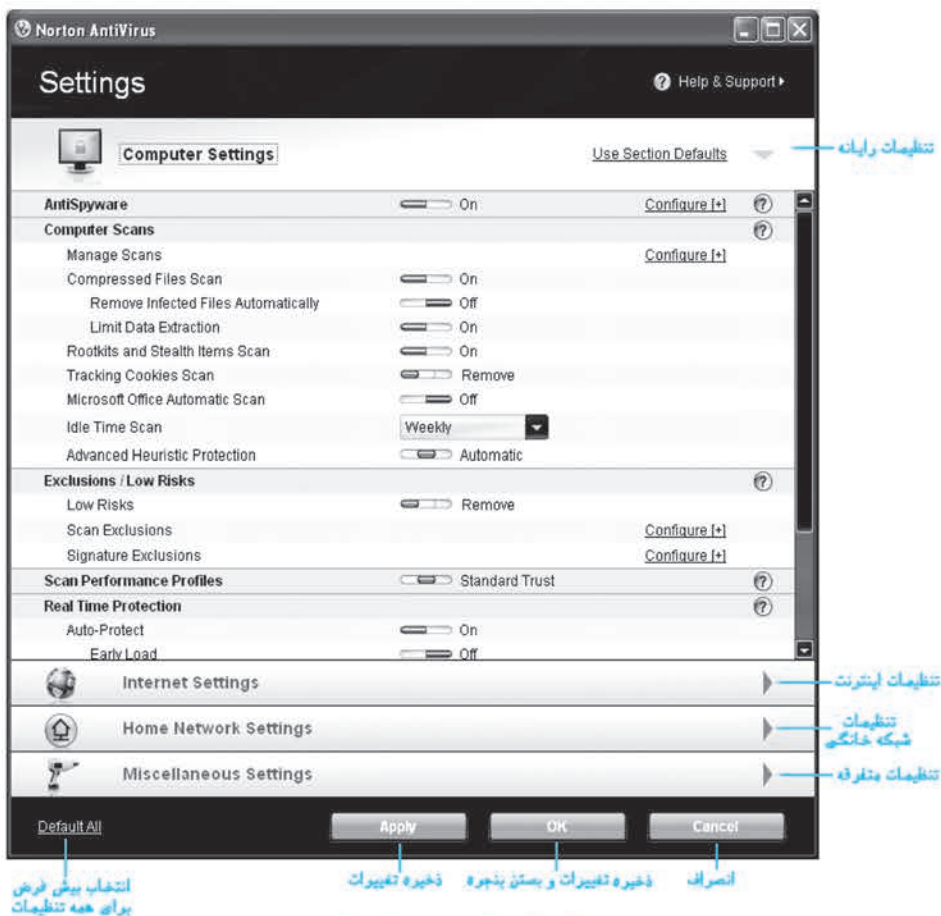 Norton AntiVirus
Settings
Help & Support
Computer Settings
Use Section Defaults
تنظیمات رایانه
AntiSpyware On Configure [+]
Computer Scans
Manage Scans Configure [+]
Compressed Files Scan On
Remove Infected Files Automatically Off
Limit Data Extraction On
Rootkits and Stealth Items Scan On
Tracking Cookies Scan Remove
Microsoft Office Automatic Scan Off
Idle Time Scan Weekly
Advanced Heuristic Protection Automatic
Exclusions / Low Risks
Low Risks Remove
Scan Exclusions Configure [+]
Signature Exclusions Configure [+]
Scan Performance Profiles Standard Trust
Real Time Protection
Auto-Protect On
Early Load Off
Internet Settings
تنظیمات اینترنت
Home Network Settings
تنظیمات
شبکه خانگی
Miscellaneous Settings
تنظیمات متفرقه
Default All
Apply
OK
Cancel
انتخاب پیش فرض
برای همه تنظیمات
ذخیره تغییرات
ذخیره تغییرات و بستن پنجره
انصراف